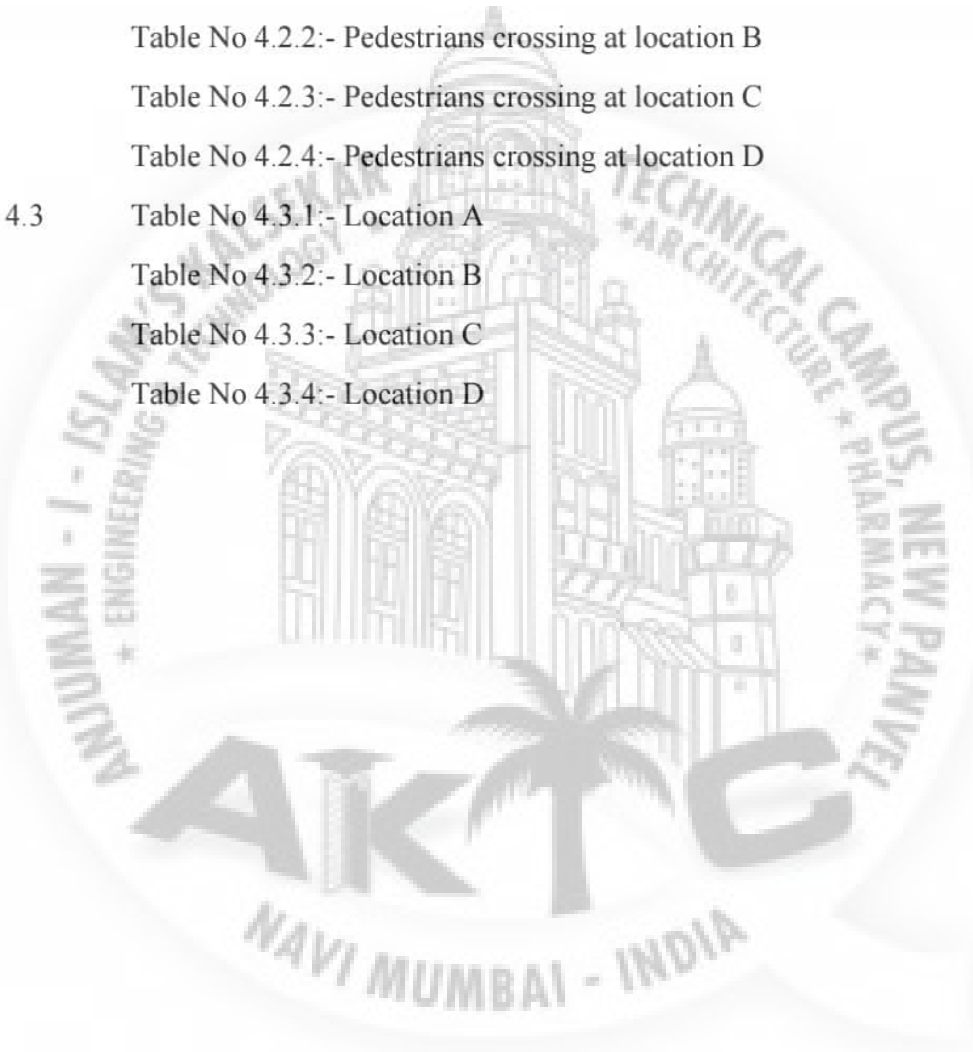 Table No 4.2.2:- Pedestrians crossing at location B
Table No 4.2.3:- Pedestrians crossing at location C
Table No 4.2.4:- Pedestrians crossing at location D
4.3 Table No 4.3.1:- Location A
Table No 4.3.2:- Location B
Table No 4.3.3:- Location C
Table No 4.3.4:- Location D
ANJUMAN - I - ISLAM'S KALSEKAR TECHNICAL CAMPUS, NEW PANVEL
* ENGINEERING * TECHNOLOGY * *ARCHITECTURE * PHARMACY*
AKTC
NAVI MUMBAI - INDIA